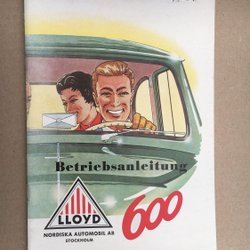 Betriebsanleitung
600
LLOYD
NORDISKA AUTOMOBIL AB
STOCKHOLM